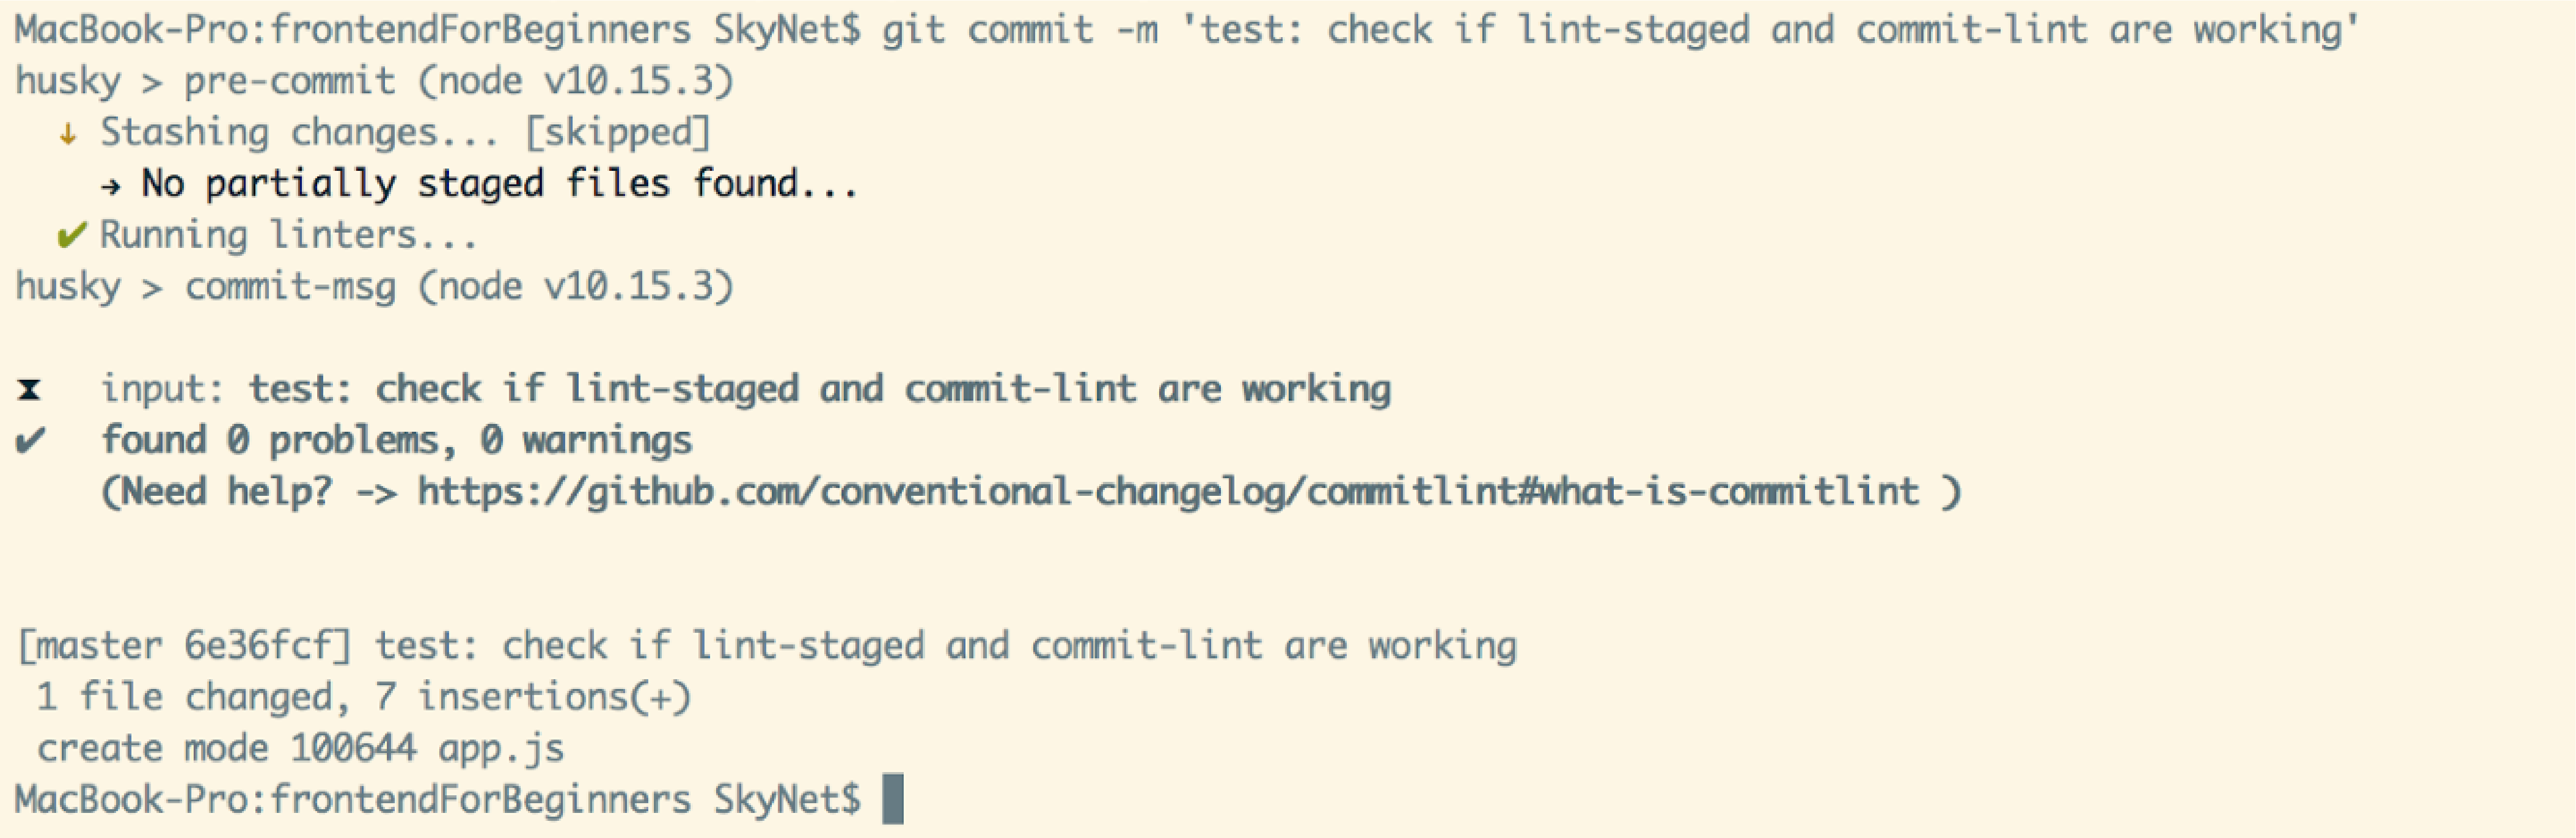 MacBook-Pro:frontendForBeginners SkyNet$ git commit -m 'test: check if lint-staged and commit-lint are working'
husky > pre-commit (node v10.15.3)
↓ Stashing changes... [skipped]
→ No partially staged files found...
✔ Running linters...
husky > commit-msg (node v10.15.3)
⧗ input: test: check if lint-staged and commit-lint are working
✔ found 0 problems, 0 warnings
(Need help? -> https://github.com/conventional-changelog/commitlint#what-is-commitlint )
[master 6e36fcf] test: check if lint-staged and commit-lint are working
1 file changed, 7 insertions(+)
create mode 100644 app.js
MacBook-Pro:frontendForBeginners SkyNet$